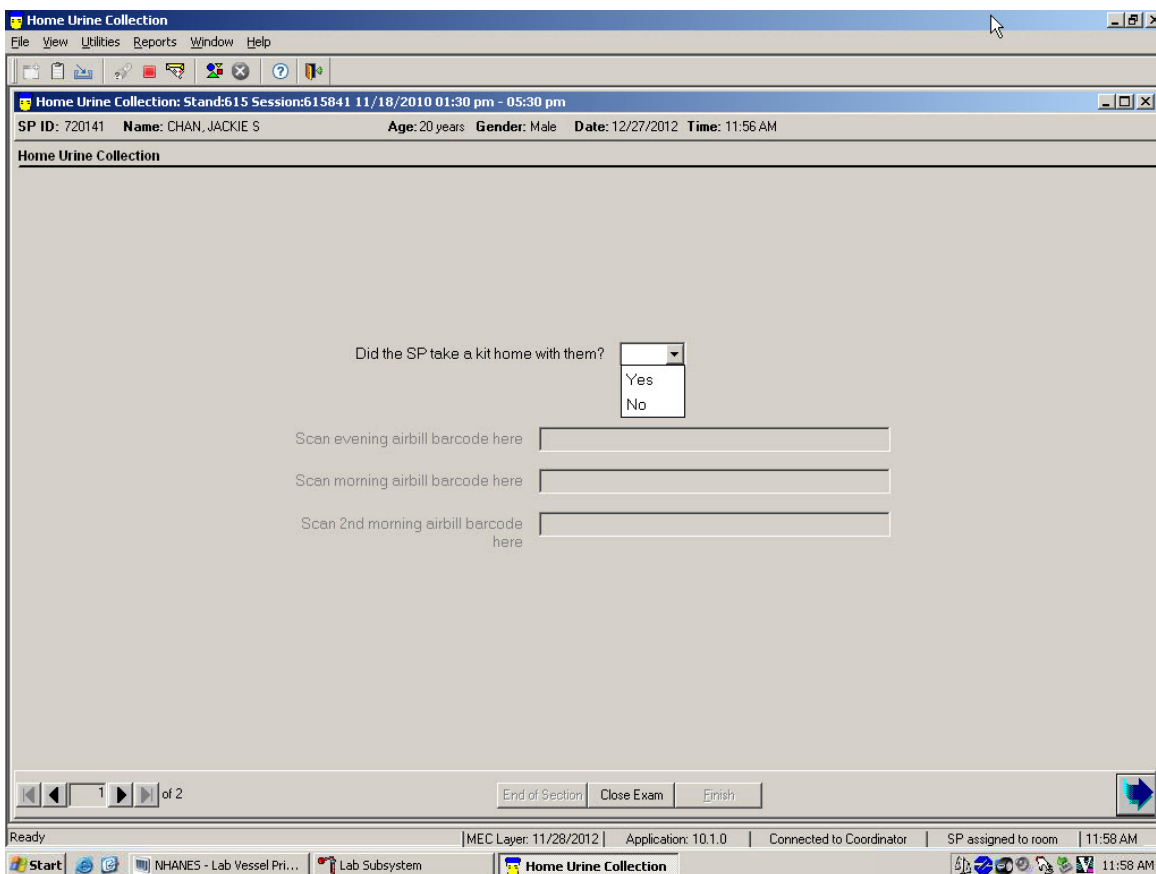 Home Urine Collection
File View Utilities Reports Window Help
Home Urine Collection: Stand:615 Session:615841 11/18/2010 01:30 pm - 05:30 pm
SP ID: 720141 Name: CHAN, JACKIE S Age: 20 years Gender: Male Date: 12/27/2012 Time: 11:56 AM
Home Urine Collection
Did the SP take a kit home with them?
Yes
No
Scan evening airbill barcode here
Scan morning airbill barcode here
Scan 2nd morning airbill barcode
here
1 of 2 End of Section Close Exam Finish
Ready MEC Layer: 11/28/2012 Application: 10.1.0 Connected to Coordinator SP assigned to room 11:58 AM
Start NHANES - Lab Vessel Pri... Lab Subsystem Home Urine Collection 11:58 AM